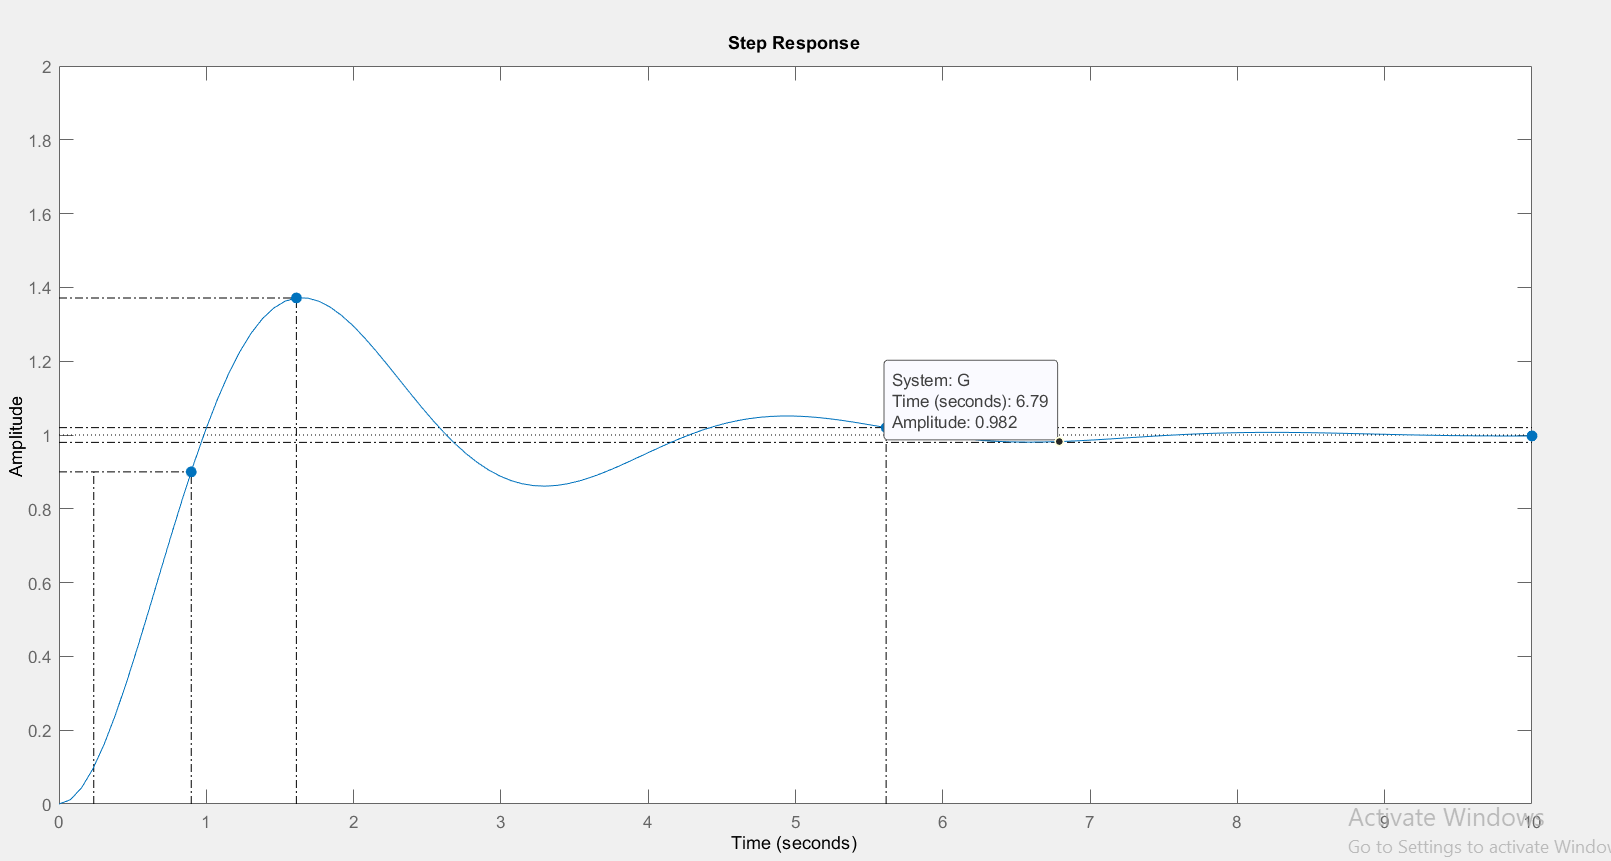 Step Response
2
1.8
1.6
1.4
1.2
1
0.8
0.6
0.4
0.2
0
Amplitude
System: G
Time (seconds): 6.79
Amplitude: 0.982
0 1 2 3 4 5 6 7 8 9 10
Time (seconds)
Activate Windows
Go to Settings to activate Window